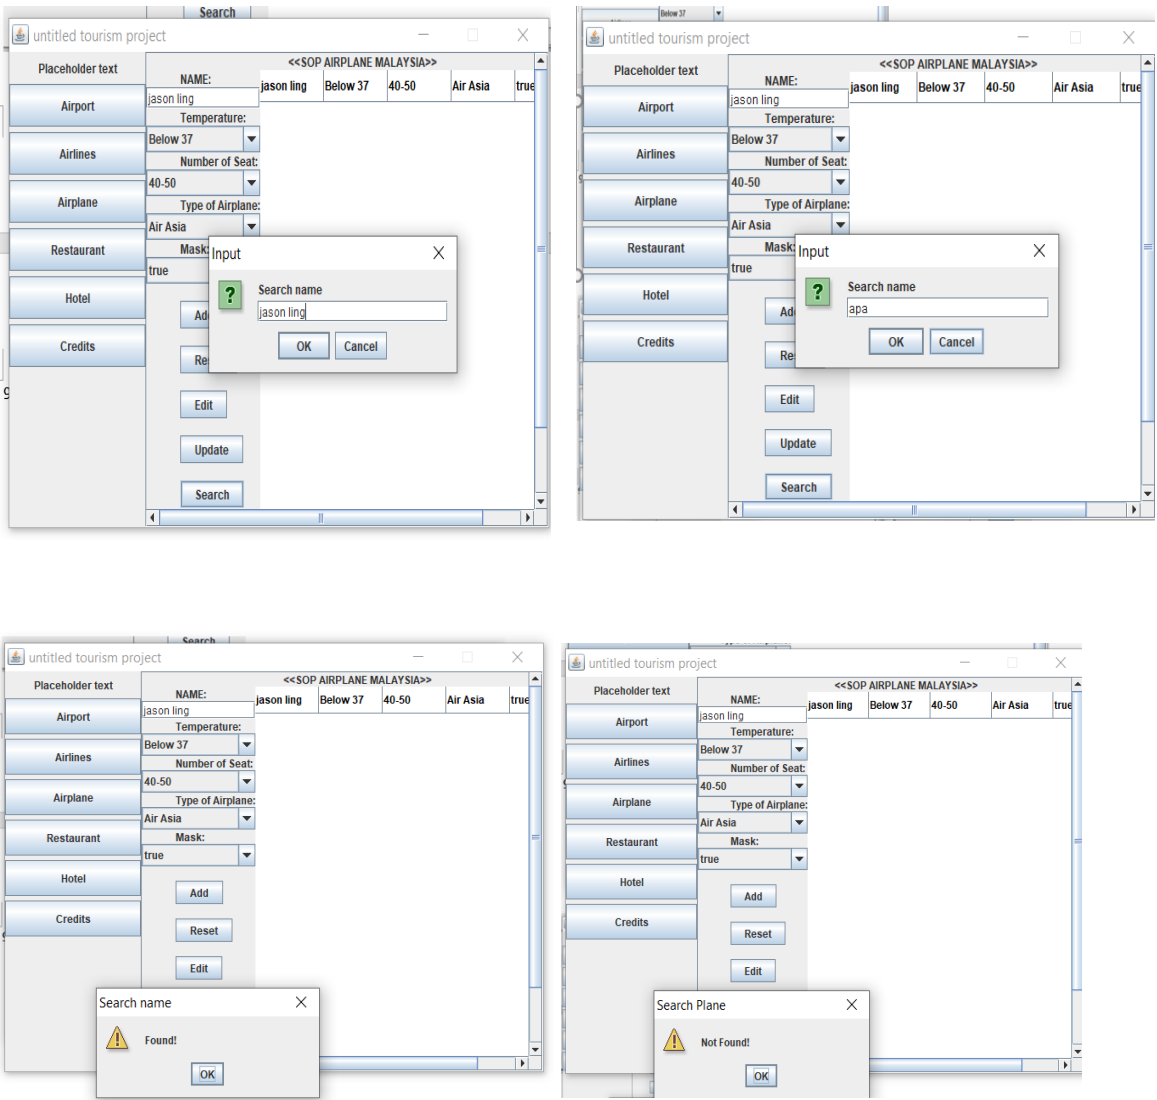 Search
untitled tourism project
Placeholder text
Airport
Airlines
Airplane
Restaurant
Hotel
Credits
<<SOP AIRPLANE MALAYSIA>>
NAME:
jason ling
Temperature:
Below 37
Number of Seat:
40-50
Type of Airplane:
Air Asia
Mask:
true
jason ling Below 37 40-50 Air Asia true
Input
Search name
jason ling
OK Cancel
Edit
Update
Search
Below 37
untitled tourism project
Placeholder text
Airport
Airlines
Airplane
Restaurant
Hotel
Credits
<<SOP AIRPLANE MALAYSIA>>
NAME:
jason ling
Temperature:
Below 37
Number of Seat:
40-50
Type of Airplane:
Air Asia
Mask
true
jason ling Below 37 40-50 Air Asia true
Input
Search name
apa
OK Cancel
Edit
Update
Search
Search
untitled tourism project
Placeholder text
Airport
Airlines
Airplane
Restaurant
Hotel
Credits
<<SOP AIRPLANE MALAYSIA>>
NAME:
jason ling
Temperature:
Below 37
Number of Seat:
40-50
Type of Airplane:
Air Asia
Mask:
true
jason ling Below 37 40-50 Air Asia true
Add
Reset
Edit
Search name
Found!
OK
untitled tourism project
Placeholder text
Airport
Airlines
Airplane
Restaurant
Hotel
Credits
<<SOP AIRPLANE MALAYSIA>>
NAME:
jason ling
Temperature:
Below 37
Number of Seat:
40-50
Type of Airplane:
Air Asia
Mask:
true
jason ling Below 37 40-50 Air Asia true
Add
Reset
Edit
Search Plane
Not Found!
OK